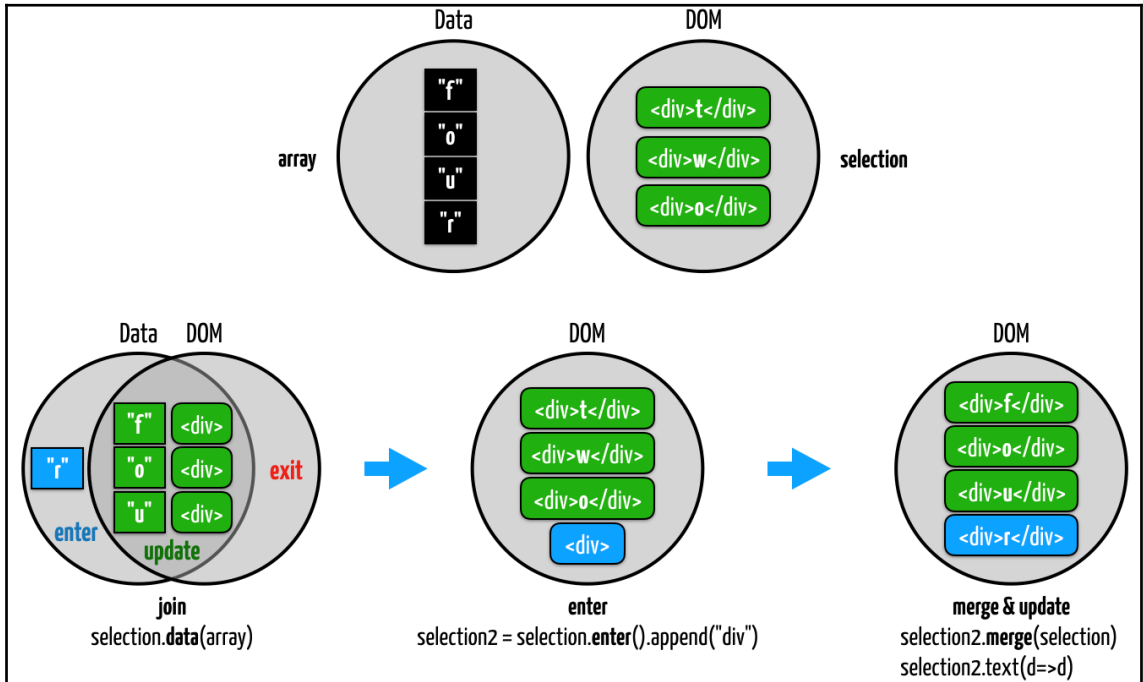 Data
DOM
"f"
"o"
"u"
"r"
array
<div>t</div>
<div>w</div>
<div>o</div>
selection
Data
DOM
"r"
enter
"f"
"o"
"u"
<div>
<div>
<div>
update
exit
join
selection.data(array)
DOM
<div>t</div>
<div>w</div>
<div>o</div>
<div>
enter
selection2 = selection.enter().append("div")
DOM
<div>f</div>
<div>o</div>
<div>u</div>
<div>r</div>
merge & update
selection2.merge(selection)
selection2.text(d=>d)